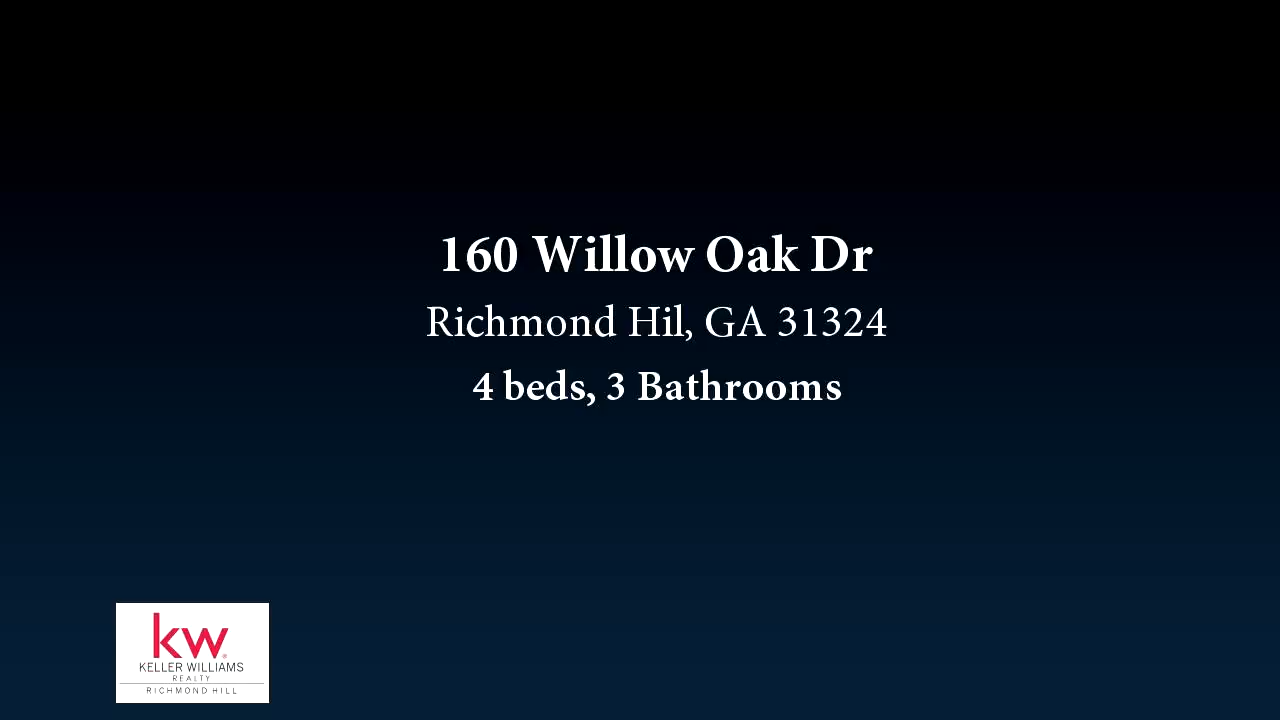 160 Willow Oak Dr
Richmond Hil, GA 31324
4 beds, 3 Bathrooms
kw
KELLER WILLIAMS
REALTY
RICHMOND HILL